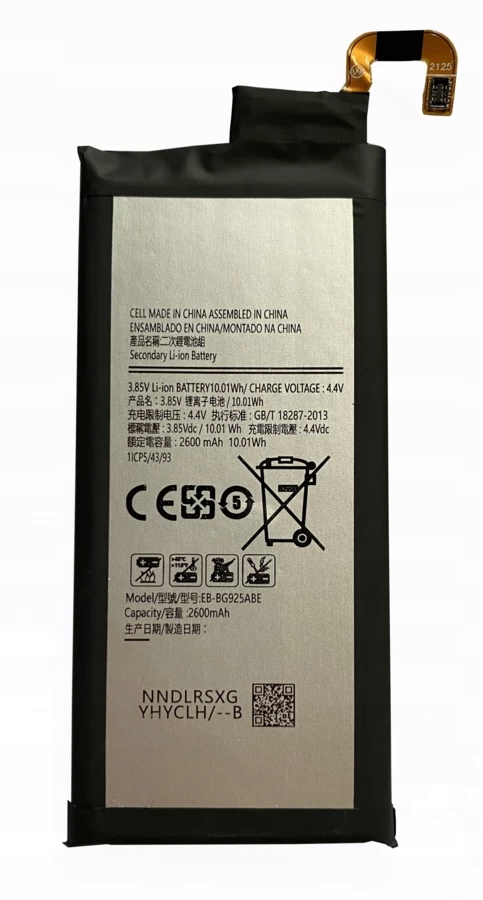 2125
CELL MADE IN CHINA ASSEMBLED IN CHINA
ENSAMBLADO EN CHINA/MONTADO NA CHINA
產品名稱:二次鋰電池組
Secondary Li-ion Battery
3.85V Li-ion BATTERY10.01Wh/ CHARGE VOLTAGE : 4.4V
产品名：3.85V 锂离子电池 / 10.01Wh
充电限制电压：4.4V 执行标准：GB/T 18287-2013
標稱電壓：3.85Vdc / 10.01 Wh 充電限制電壓：4.4Vdc
額定電容量：2600 mAh 10.01Wh
1ICP5/43/93
CE 5
Model/型號/型号:EB-BG925ABE
Capacity/容量 :2600mAh
生产日期/製造日期：
NNDLRSXG
YHYCLH/--B